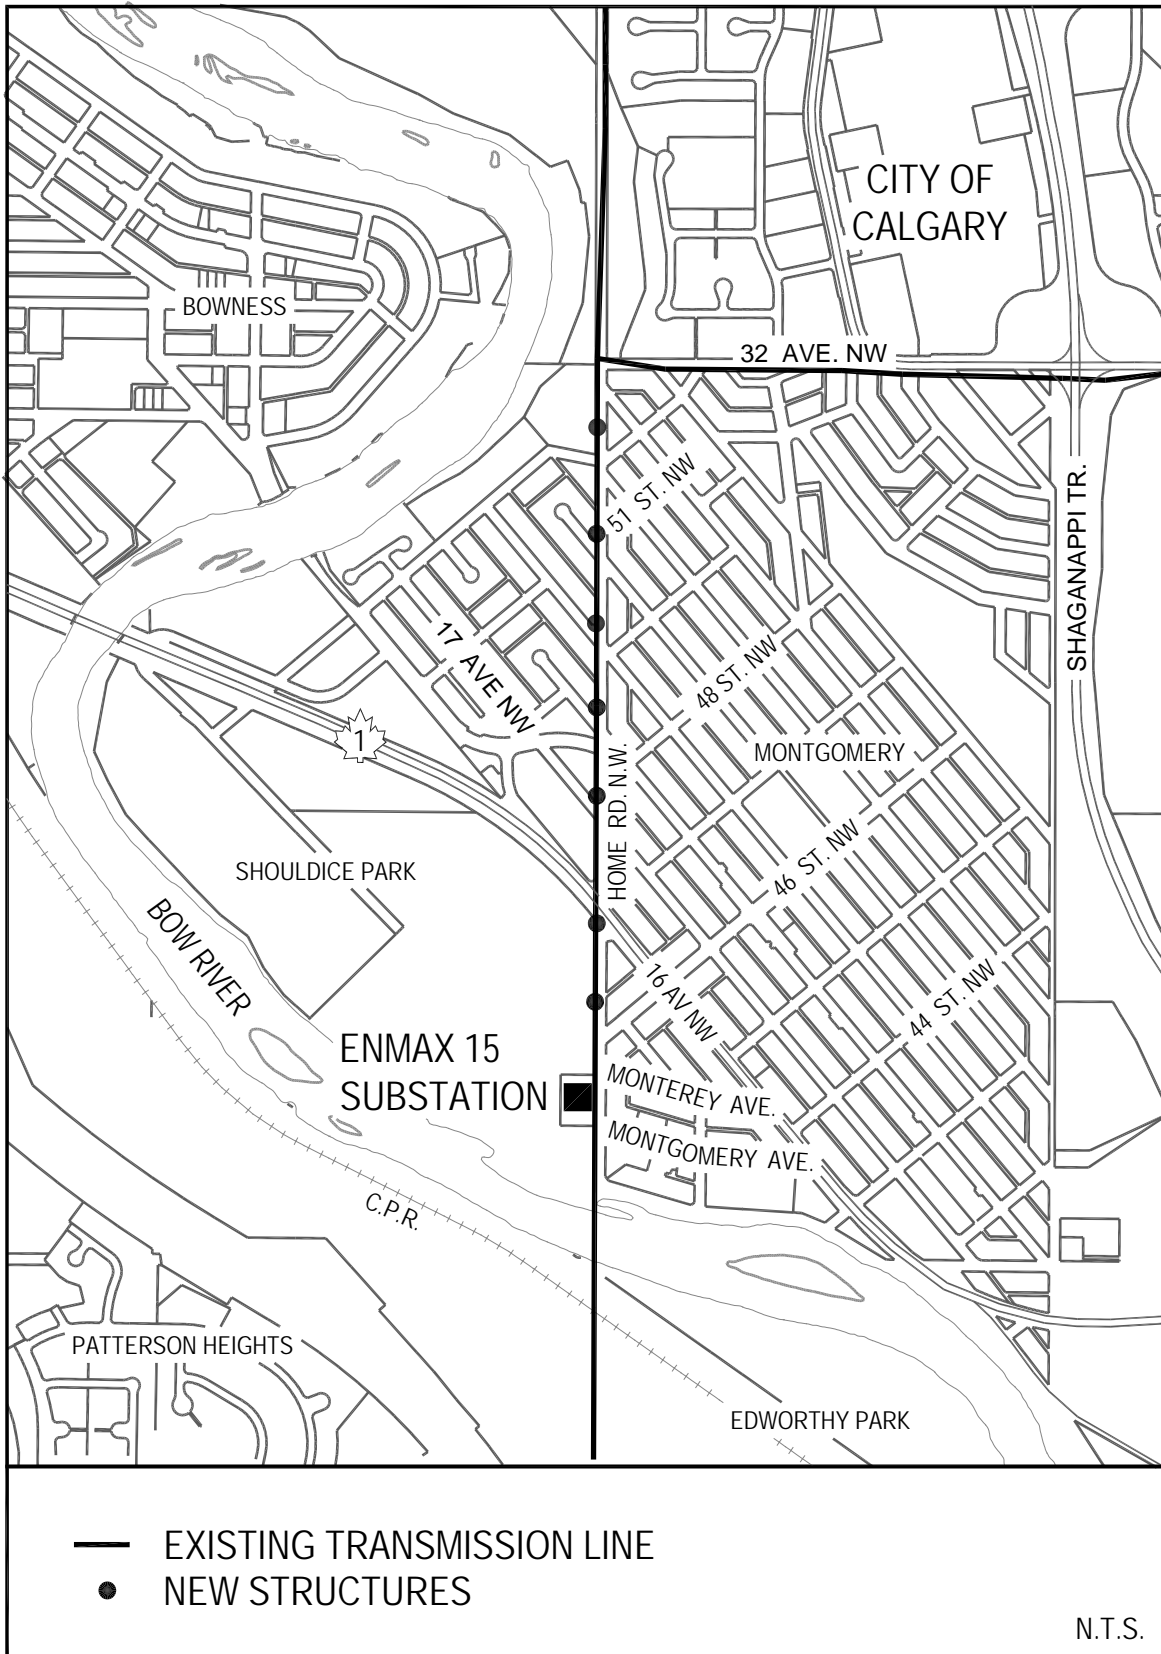 CITY OF
CALGARY
BOWNESS
32 AVE. NW
51 ST. NW
SHAGANAPPI TR.
17 AVE NW
48 ST. NW
1
MONTGOMERY
HOME RD. N.W.
SHOULDICE PARK
46 ST. NW
BOW RIVER
16 AV NW
44 ST. NW
ENMAX 15
SUBSTATION
MONTEREY AVE.
MONTGOMERY AVE.
C.P.R.
PATTERSON HEIGHTS
EDWORTHY PARK
EXISTING TRANSMISSION LINE
NEW STRUCTURES
N.T.S.